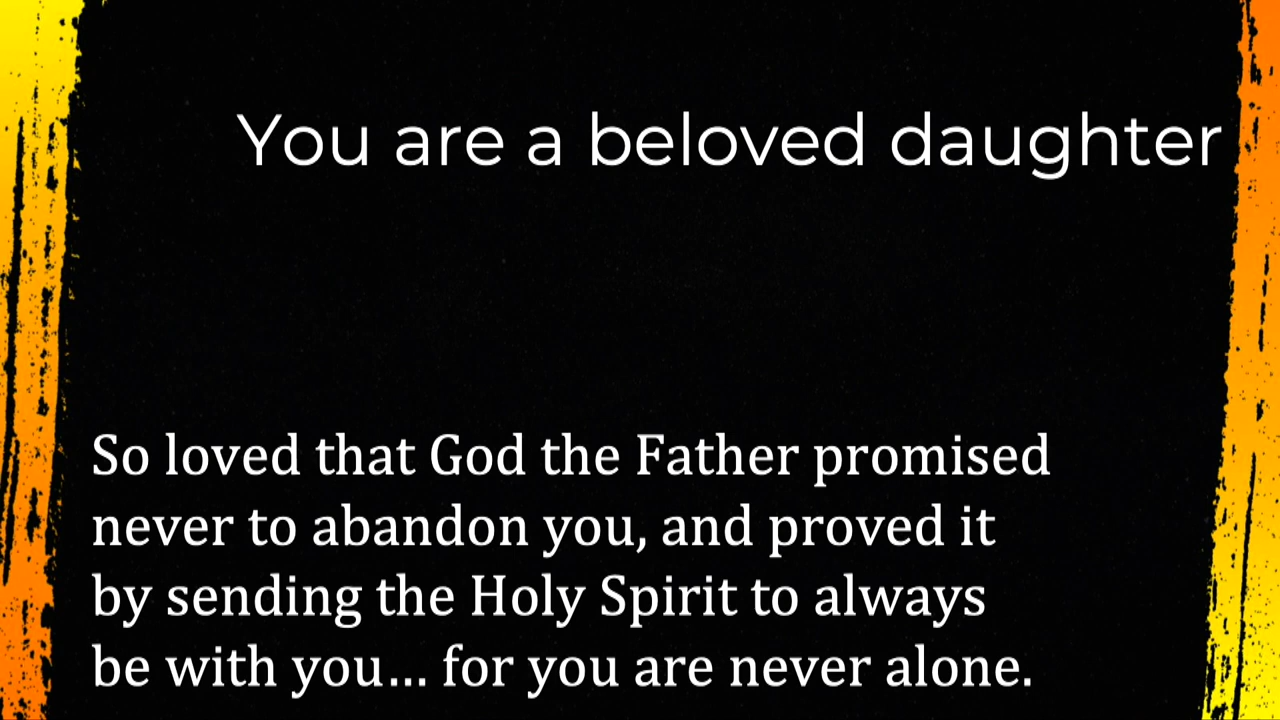 You are a beloved daughter
So loved that God the Father promised
never to abandon you, and proved it
by sending the Holy Spirit to always
be with you... for you are never alone.